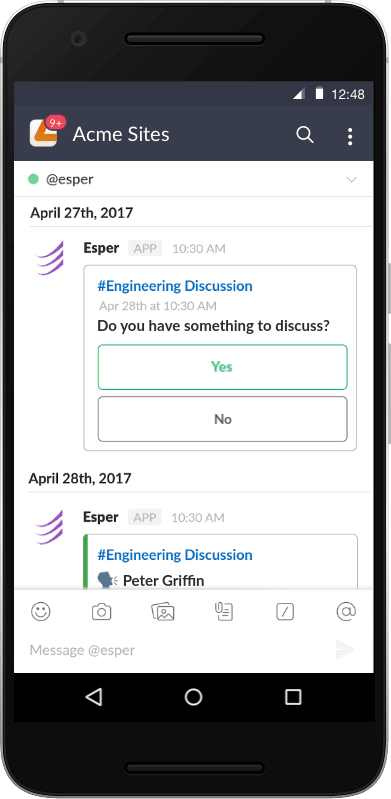 12:48
9+
Acme Sites
@esper
April 27th, 2017
Esper APP 10:30 AM
#Engineering Discussion
Apr 28th at 10:30 AM
Do you have something to discuss?
Yes
No
April 28th, 2017
Esper APP 10:30 AM
#Engineering Discussion
Peter Griffin
Message @esper